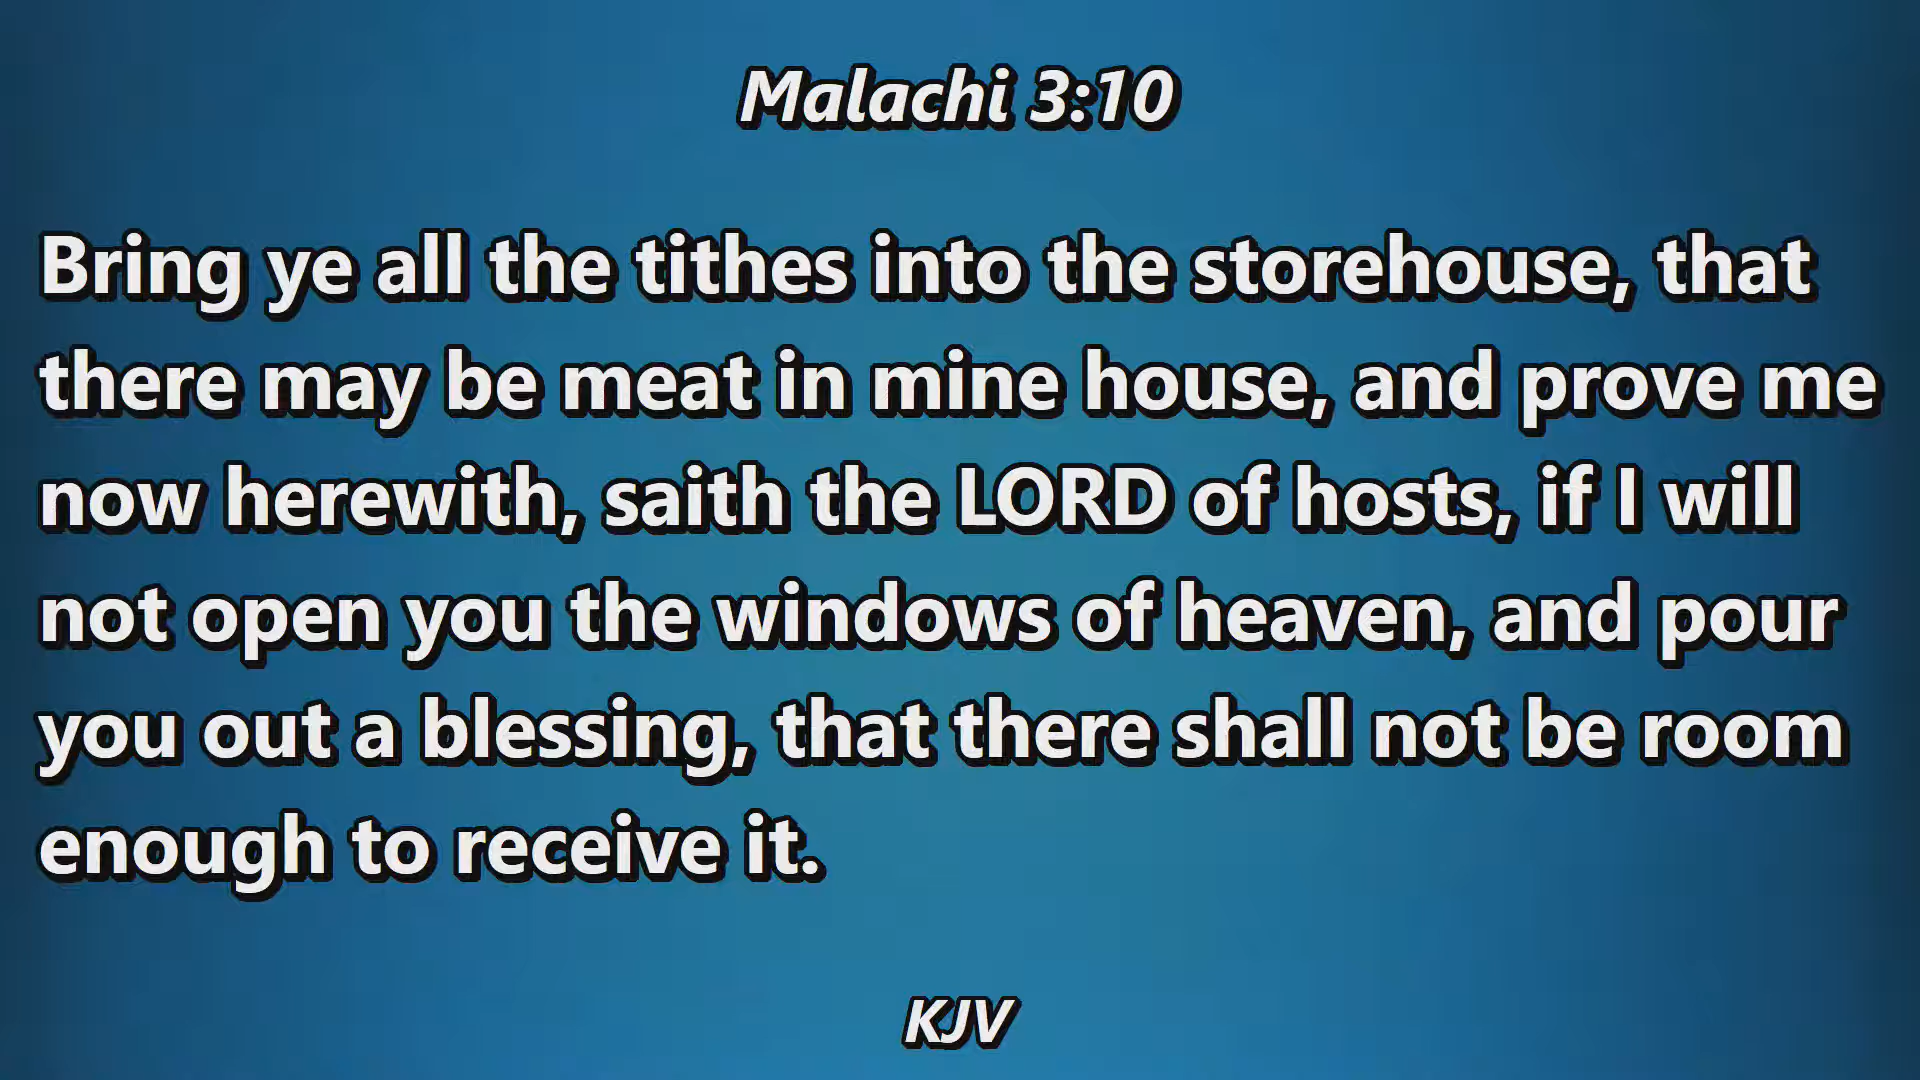 Malachi 3:10
Bring ye all the tithes into the storehouse, that
there may be meat in mine house, and prove me
now herewith, saith the LORD of hosts, if I will
not open you the windows of heaven, and pour
you out a blessing, that there shall not be room
enough to receive it.
KJV